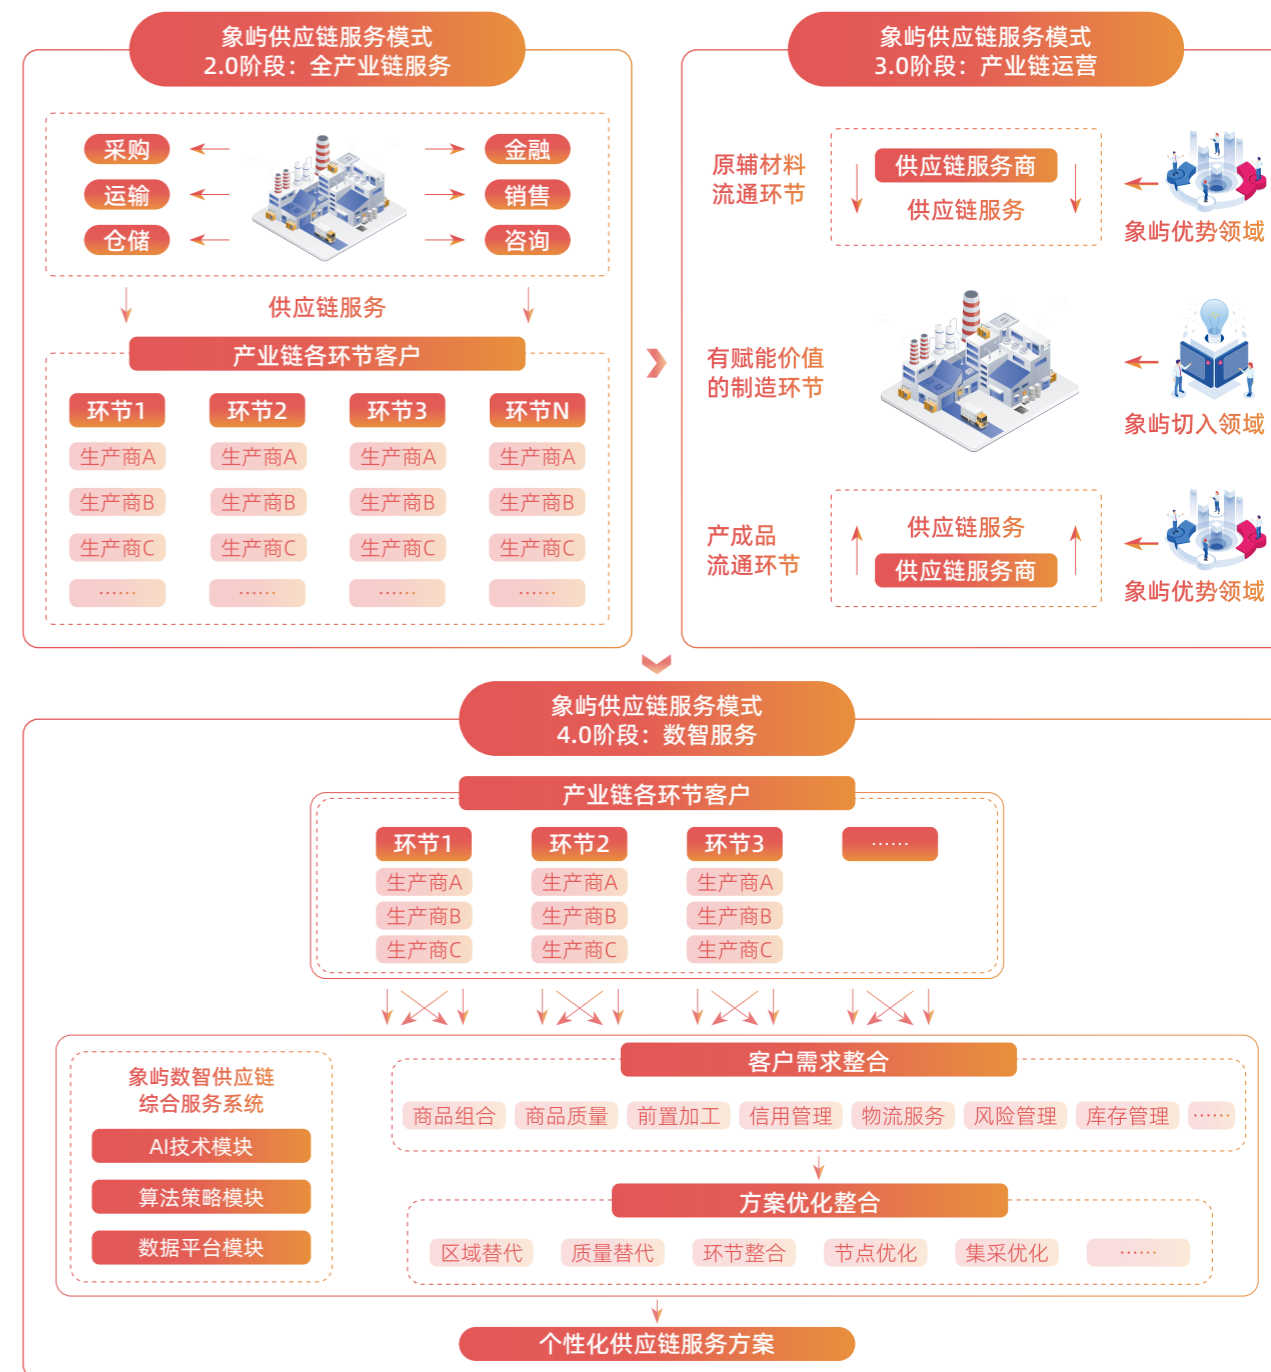 象屿供应链服务模式
2.0阶段：全产业链服务
采购
金融
运输
销售
仓储
咨询
供应链服务
产业链各环节客户
环节1
环节2
环节3
环节N
生产商A
生产商A
生产商A
生产商A
生产商B
生产商B
生产商B
生产商B
生产商C
生产商C
生产商C
生产商C
……
……
……
……
象屿供应链服务模式
3.0阶段：产业链运营
原辅材料
流通环节
供应链服务商
供应链服务
象屿优势领域
有赋能价值
的制造环节
象屿切入领域
产成品
流通环节
供应链服务
供应链服务商
象屿优势领域
象屿供应链服务模式
4.0阶段：数智服务
产业链各环节客户
环节1
环节2
环节3
……
生产商A
生产商A
生产商A
生产商B
生产商B
生产商B
生产商C
生产商C
生产商C
象屿数智供应链
综合服务系统
AI技术模块
算法策略模块
数据平台模块
客户需求整合
商品组合
商品质量
前置加工
信用管理
物流服务
风险管理
库存管理
……
方案优化整合
区域替代
质量替代
环节整合
节点优化
集采优化
……
个性化供应链服务方案